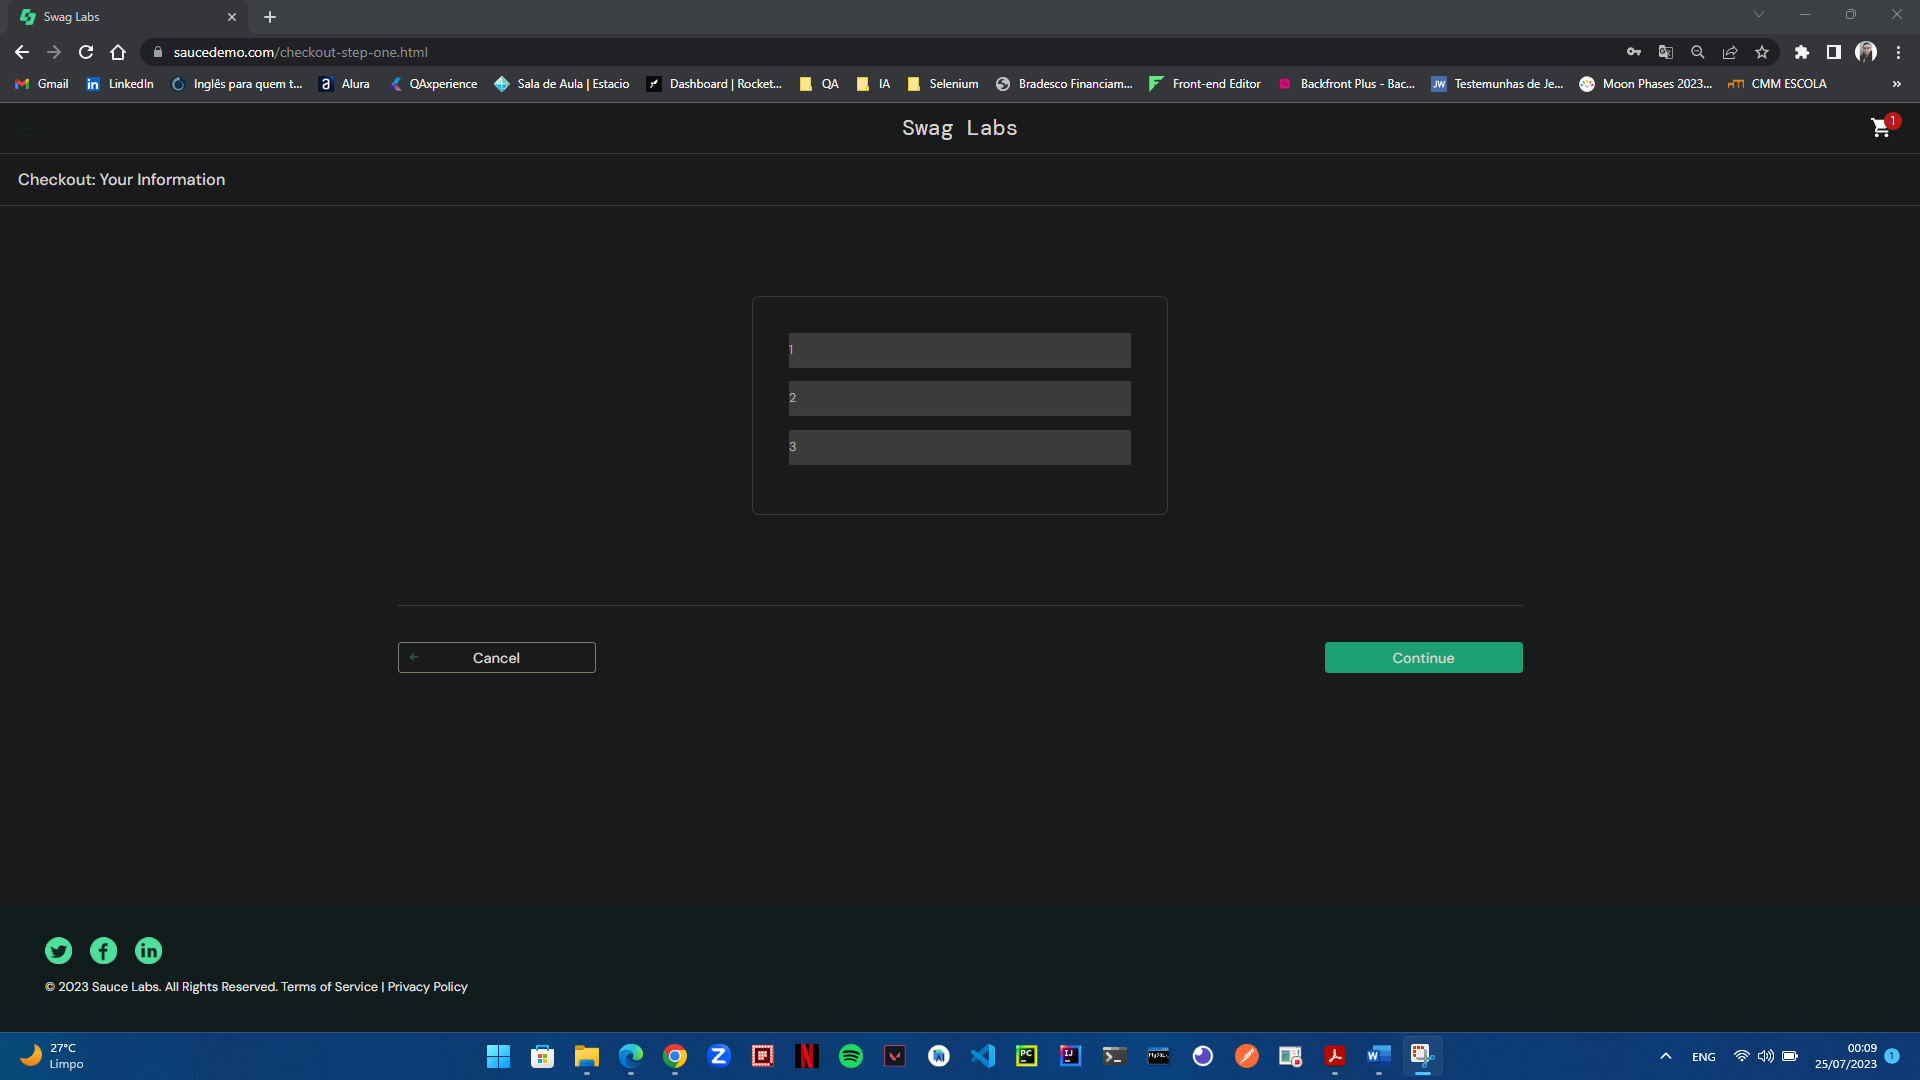 Swag Labs
saucedemo.com/checkout-step-one.html
Gmail LinkedIn Inglês para quem t... Alura QAxperience Sala de Aula | Estacio Dashboard | Rocket... QA IA Selenium Bradesco Financiam... Front-end Editor Backfront Plus - Bac... JW Testemunhas de Je... Moon Phases 2023... CMM ESCOLA »
Swag Labs
1
Checkout: Your Information
1
2
3
Cancel
Continue
© 2023 Sauce Labs. All Rights Reserved. Terms of Service | Privacy Policy
27°C
Limpo
ENG
00:09
25/07/2023
1